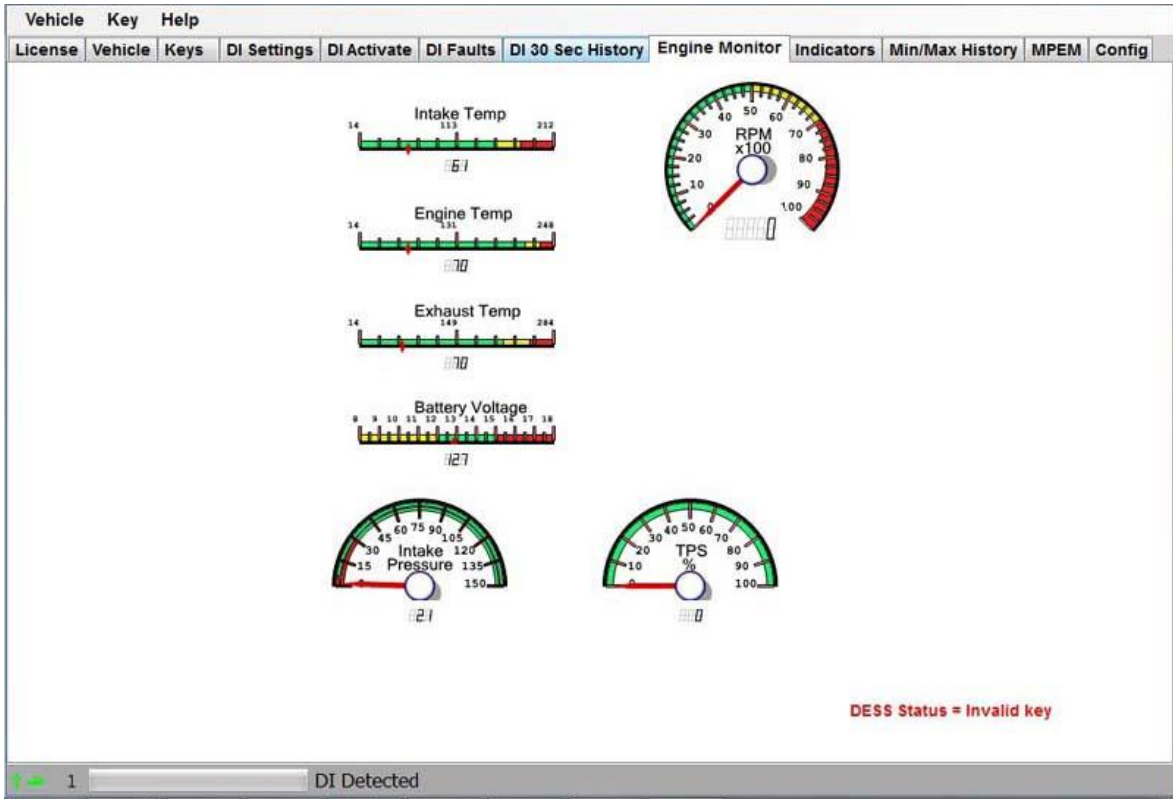 Vehicle Key Help
License Vehicle Keys DI Settings DI Activate DI Faults DI 30 Sec History Engine Monitor Indicators Min/Max History MPEM Config
Intake Temp
14 113 212
61
Engine Temp
14 131 248
70
Exhaust Temp
14 149 284
70
Battery Voltage
8 9 10 11 12 13 14 15 16 17 18
12.7
0 10 20 30 40 50 60 70 80 90 100
RPM
x100
0
0 15 30 45 60 75 90 105 120 135 150
Intake
Pressure
2.1
0 10 20 30 40 50 60 70 80 90 100
TPS
%
0
DESS Status = Invalid key
1 DI Detected